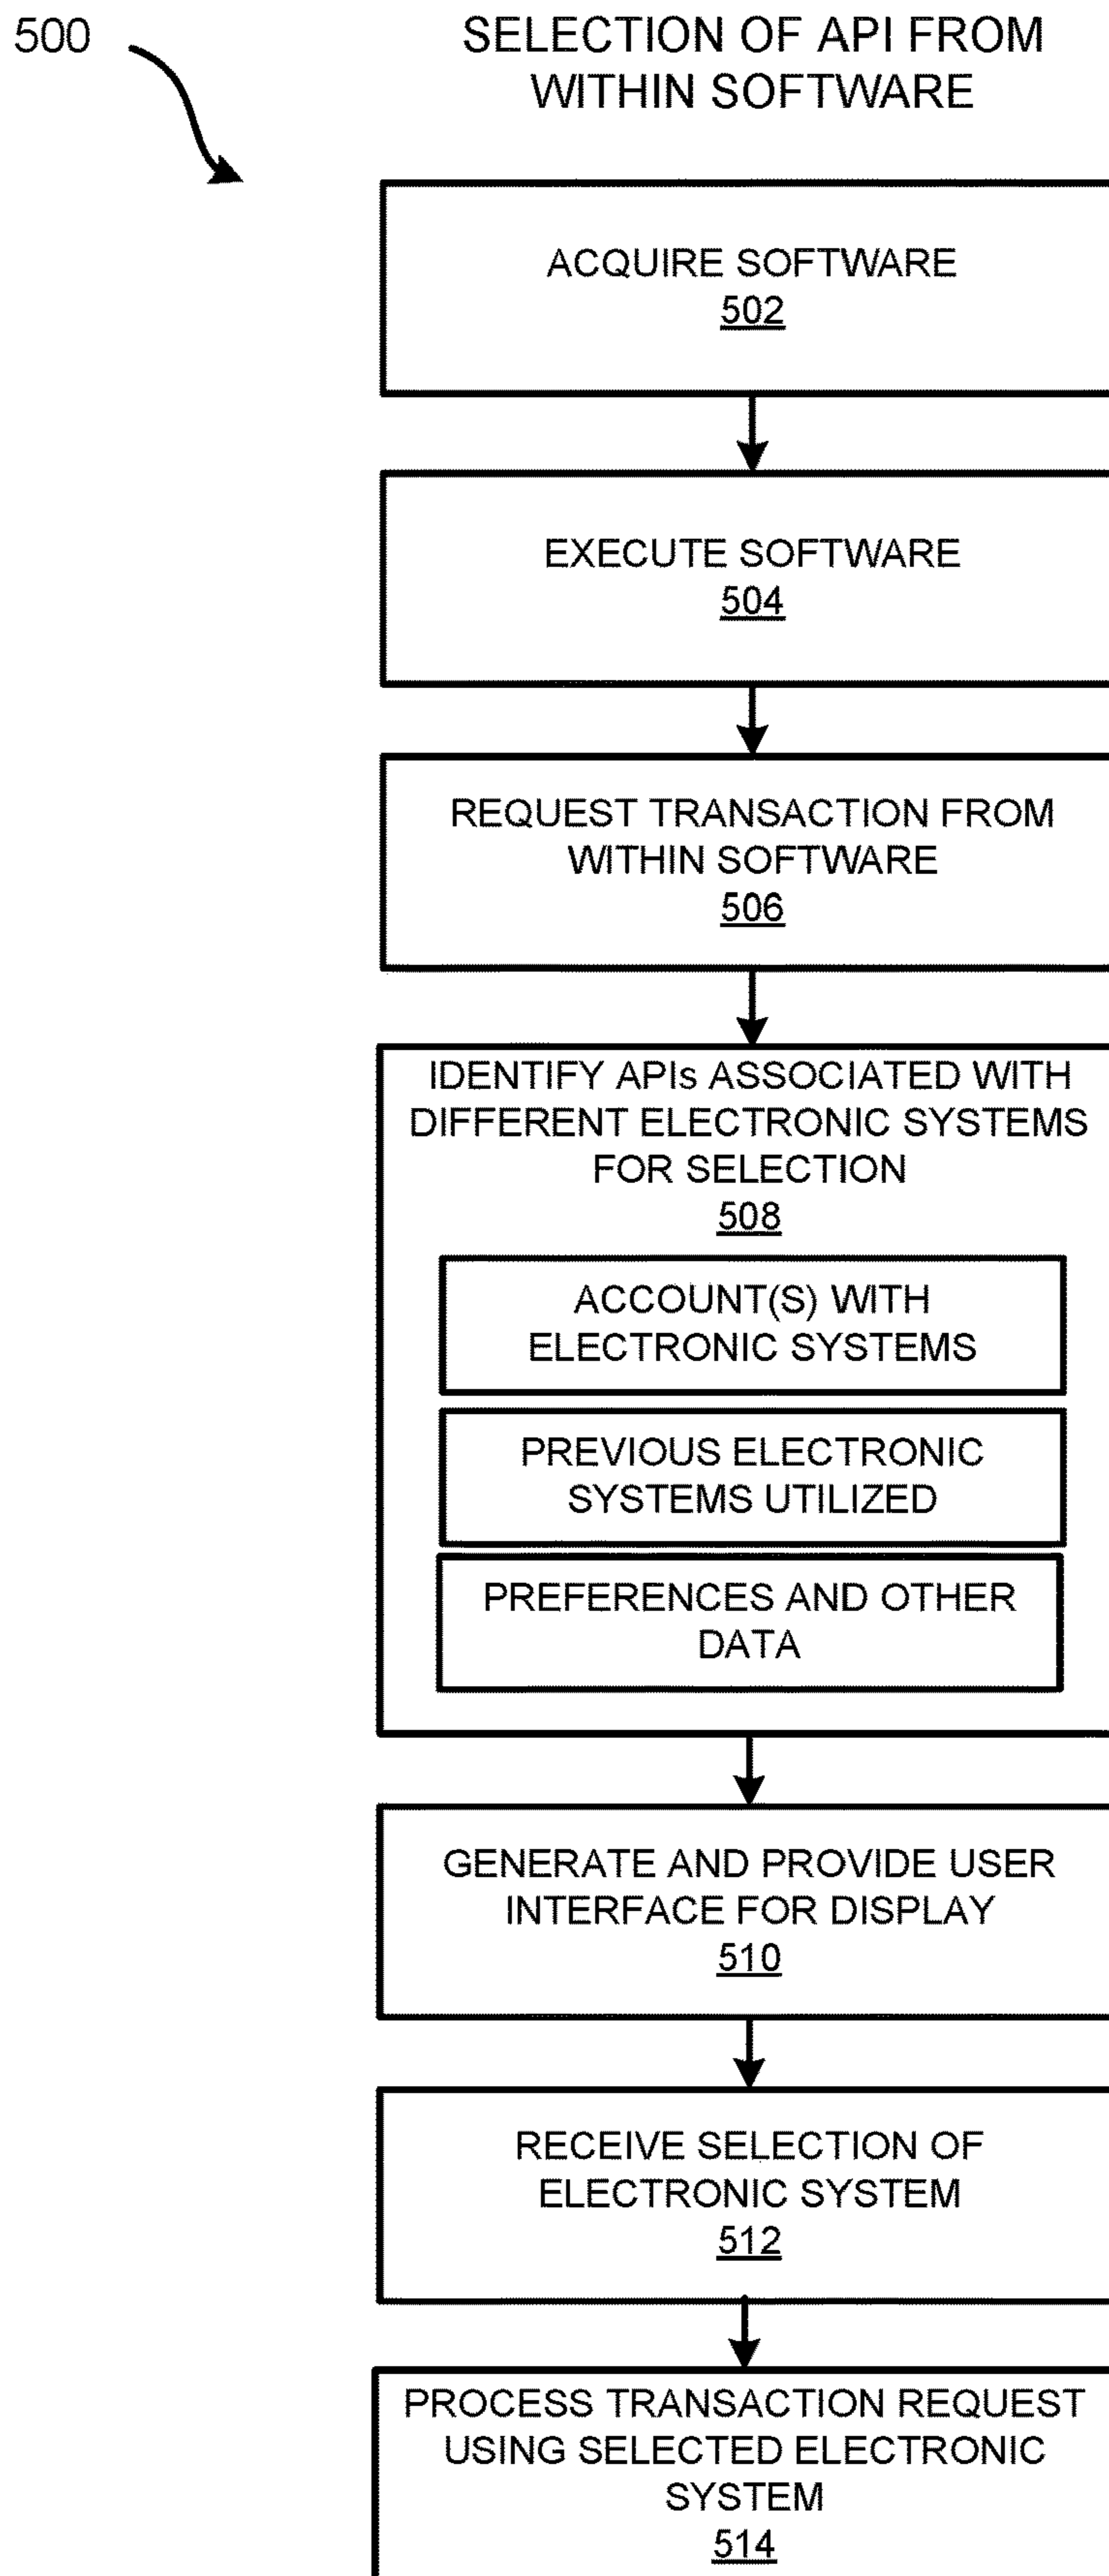 500
SELECTION OF API FROM
WITHIN SOFTWARE
ACQUIRE SOFTWARE
502
EXECUTE SOFTWARE
504
REQUEST TRANSACTION FROM
WITHIN SOFTWARE
506
IDENTIFY APIs ASSOCIATED WITH
DIFFERENT ELECTRONIC SYSTEMS
FOR SELECTION
508
ACCOUNT(S) WITH
ELECTRONIC SYSTEMS
PREVIOUS ELECTRONIC
SYSTEMS UTILIZED
PREFERENCES AND OTHER
DATA
GENERATE AND PROVIDE USER
INTERFACE FOR DISPLAY
510
RECEIVE SELECTION OF
ELECTRONIC SYSTEM
512
PROCESS TRANSACTION REQUEST
USING SELECTED ELECTRONIC
SYSTEM
514